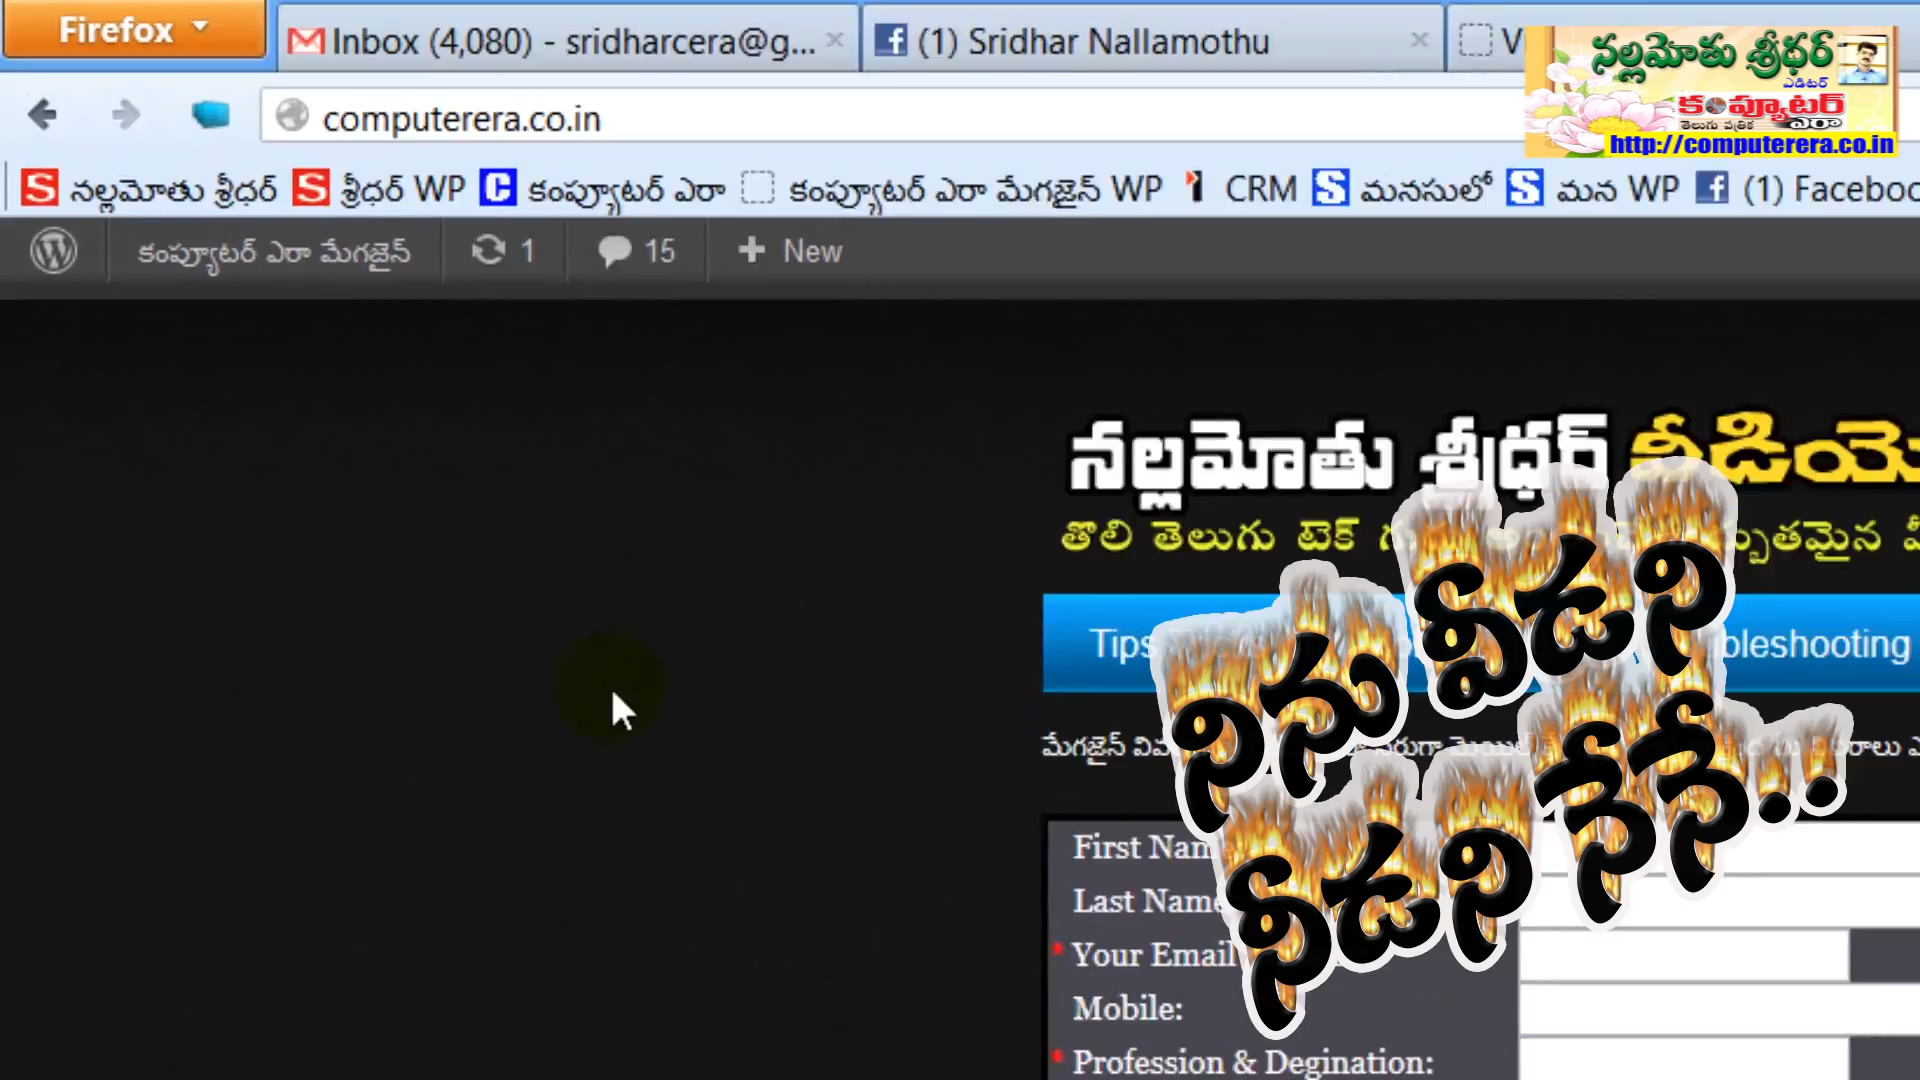 Firefox
Inbox (4,080) - sridharcera@g...
(1) Sridhar Nallamothu
నల్లమోతు శ్రీధర్
ఎడిటర్
కంప్యూటర్
తెలుగు పత్రిక ఎరా
http://computerera.co.in
computerera.co.in
నల్లమోతు శ్రీధర్ శ్రీధర్ WP కంప్యూటర్ ఎరా కంప్యూటర్ ఎరా మేగజైన్ WP CRM మనసులో మన WP (1) Faceboo
కంప్యూటర్ ఎరా మేగజైన్ 1 15 New
నల్లమోతు శ్రీధర్ వీడియో
తొలి తెలుగు టెక్
Tips
నిను వీడని
నీడని నేనే..
మేగజైన్
First Nam
Last Name
Your Email
Mobile:
Profession & Degination: